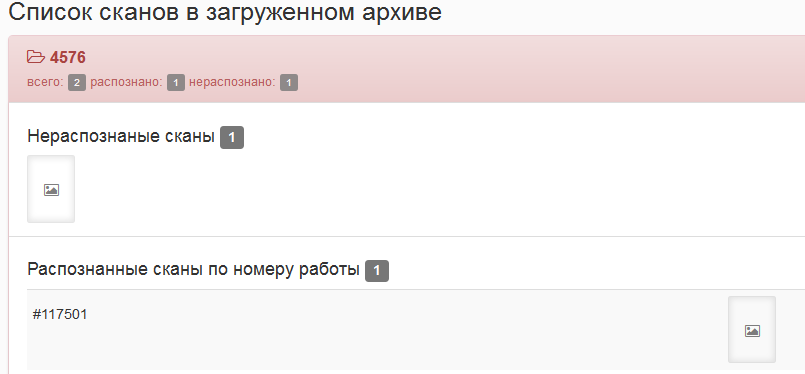 Список сканов в загруженном архиве
4576
всего: 2 распознано: 1 нераспознано: 1
Нераспознаные сканы 1
Распознанные сканы по номеру работы 1
#117501